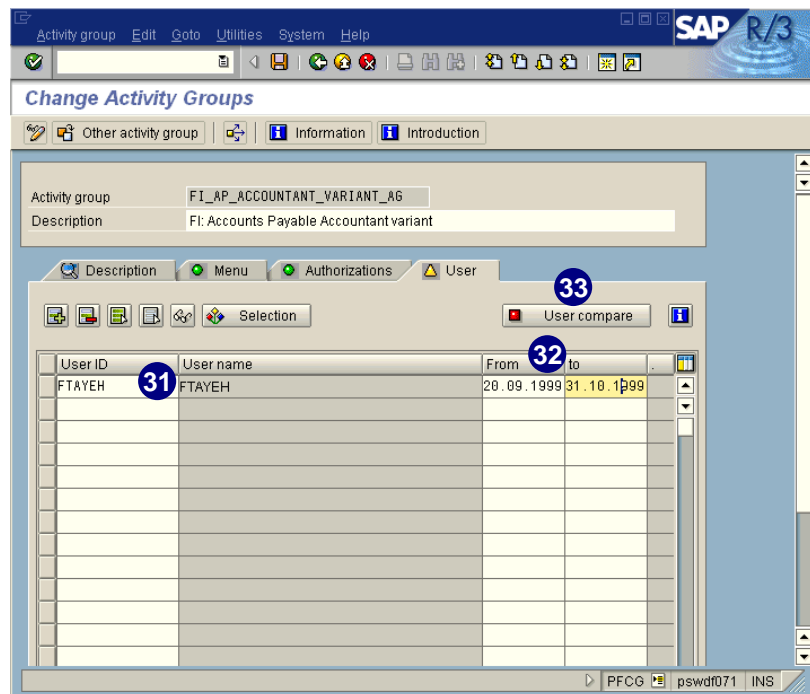 Activity group Edit Goto Utilities System Help
SAP R/3
Change Activity Groups
Other activity group Information Introduction
Activity group FI_AP_ACCOUNTANT_VARIANT_AG
Description FI: Accounts Payable Accountant variant
Description Menu Authorizations User
33
Selection User compare
32
User ID User name From to .
31
FTAYEH FTAYEH 20.09.1999 31.10.1999
PFCG pswdf071 INS